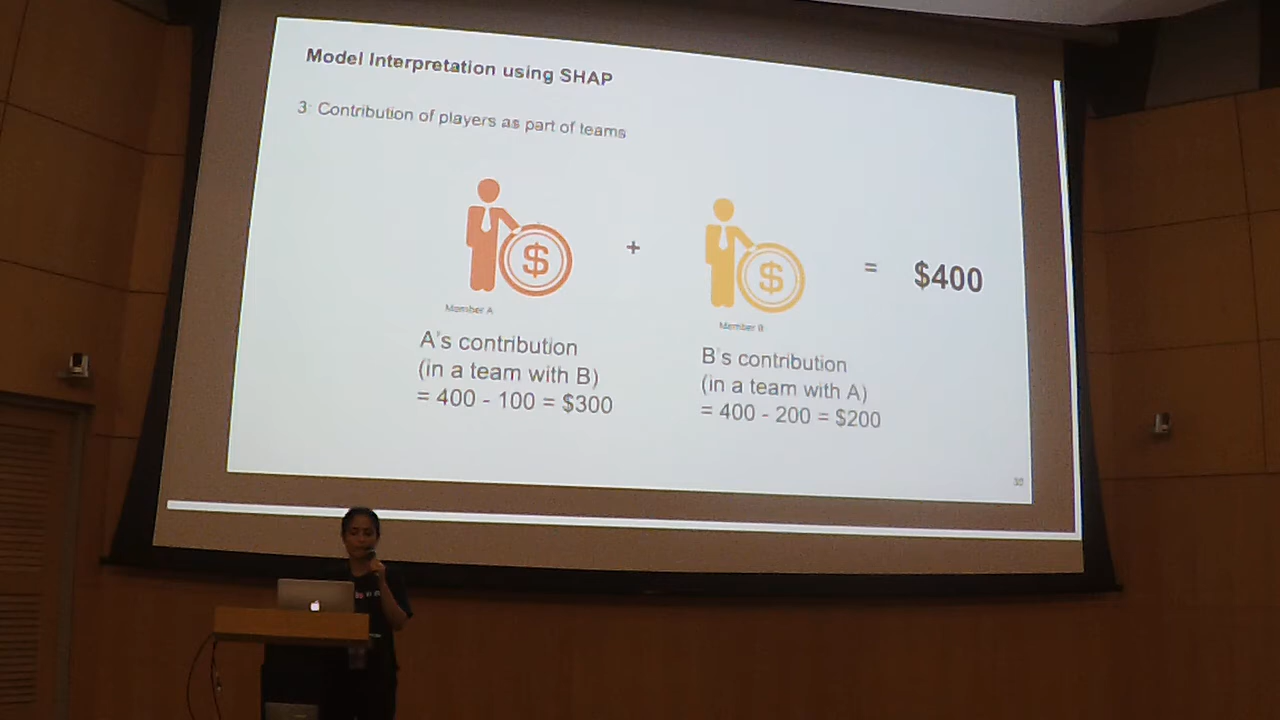 Model Interpretation using SHAP
3: Contribution of players as part of teams
$
+
$
= $400
Member A
Member B
A's contribution
(in a team with B)
= 400 - 100 = $300
B's contribution
(in a team with A)
= 400 - 200 = $200